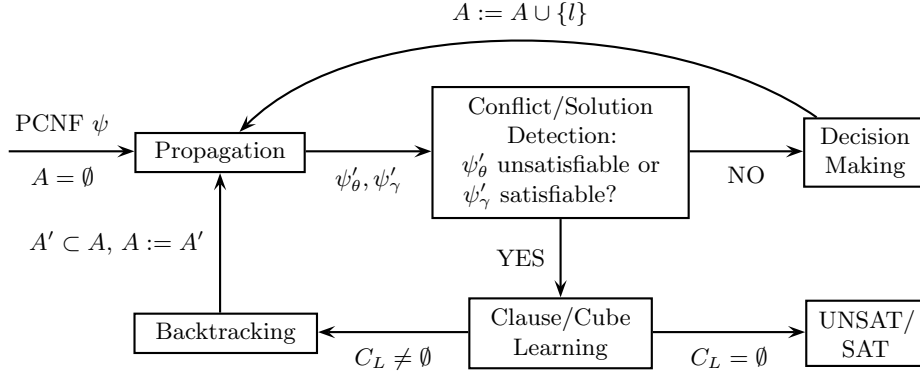 A := A ∪ {l}
PCNF ψ
A = ∅
Propagation
ψ′θ, ψ′γ
Conflict/Solution
Detection:
ψ′θ unsatisfiable or
ψ′γ satisfiable?
NO
Decision
Making
A′ ⊂ A, A := A′
YES
Backtracking
C_L ≠ ∅
Clause/Cube
Learning
C_L = ∅
UNSAT/
SAT